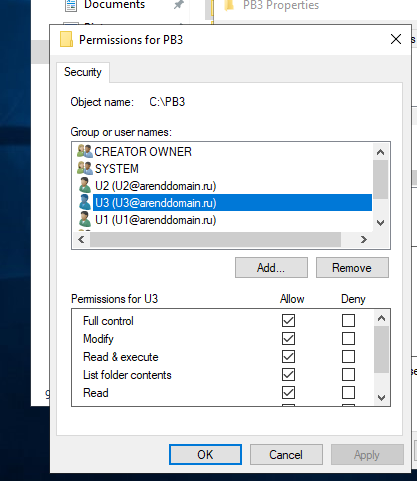 Documents
PB3 Properties
Permissions for PB3
Security
Object name: C:\PB3
Group or user names:
CREATOR OWNER
SYSTEM
U2 (U2@arenddomain.ru)
U3 (U3@arenddomain.ru)
U1 (U1@arenddomain.ru)
Add... Remove
Permissions for U3 Allow Deny
Full control
Modify
Read & execute
List folder contents
Read
OK Cancel Apply